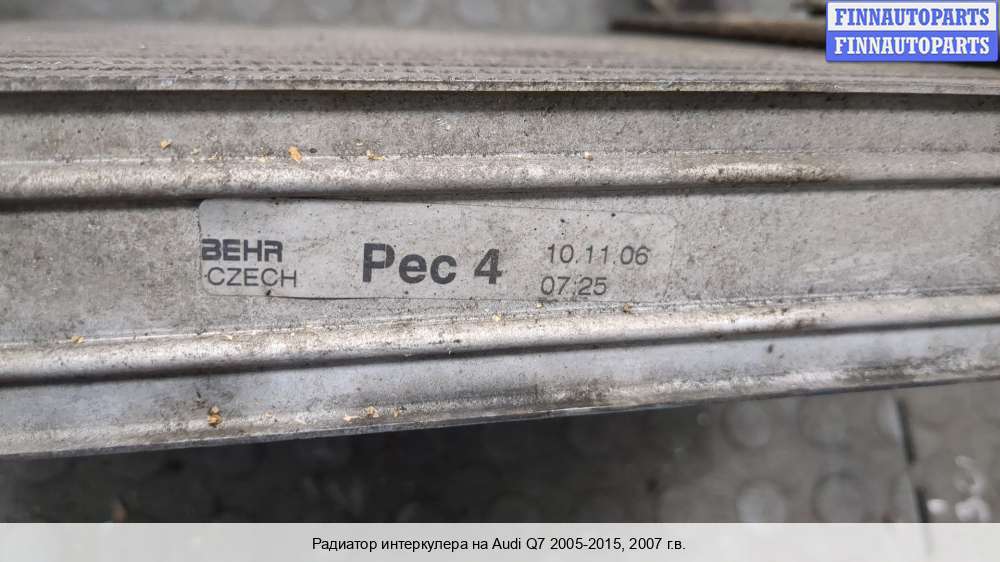 FINNAUTOPARTS
FINNAUTOPARTS
BEHR
CZECH
Pec 4
10.11.06
07:25
Радиатор интеркулера на Audi Q7 2005-2015, 2007 г.в.